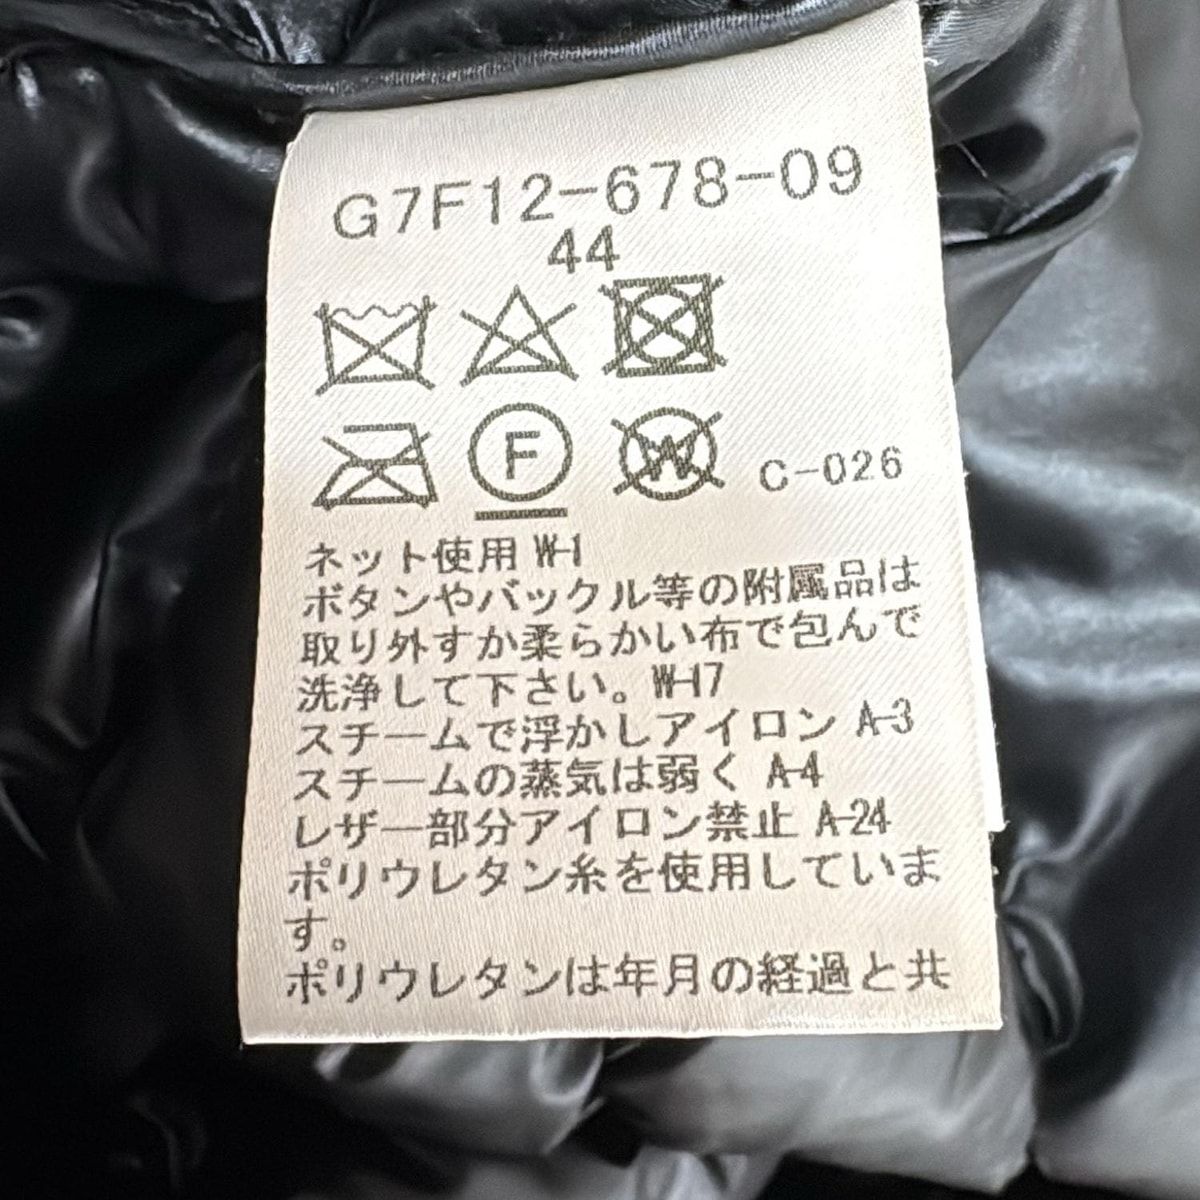 G7F12-678-09
44
F
W
C-026
ネット使用 W-1
ボタンやバックル等の附属品は
取り外すか柔らかい布で包んで
洗浄して下さい。W-17
スチームで浮かしアイロン A-3
スチームの蒸気は弱く A-4
レザー部分アイロン禁止 A-24
ポリウレタン糸を使用していま
す。
ポリウレタンは年月の経過と共